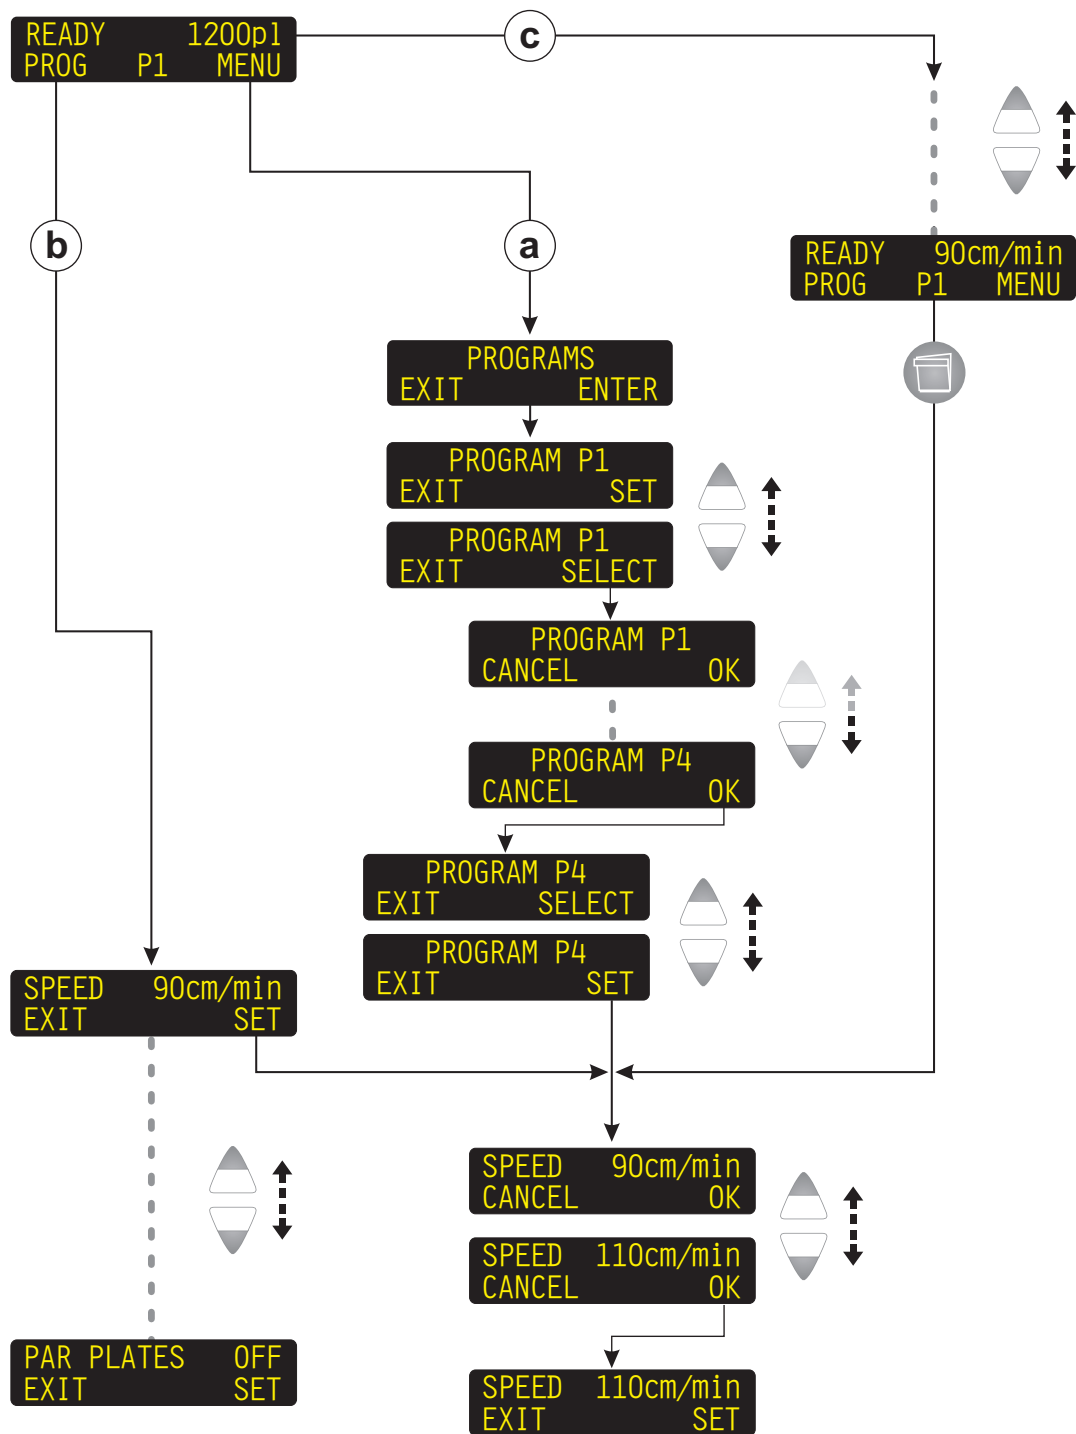 READY 1200pl
PROG P1 MENU
c
b
a
READY 90cm/min
PROG P1 MENU
PROGRAMS
EXIT ENTER
PROGRAM P1
EXIT SET
PROGRAM P1
EXIT SELECT
PROGRAM P1
CANCEL OK
PROGRAM P4
CANCEL OK
PROGRAM P4
EXIT SELECT
PROGRAM P4
EXIT SET
SPEED 90cm/min
EXIT SET
SPEED 90cm/min
CANCEL OK
SPEED 110cm/min
CANCEL OK
PAR PLATES OFF
EXIT SET
SPEED 110cm/min
EXIT SET